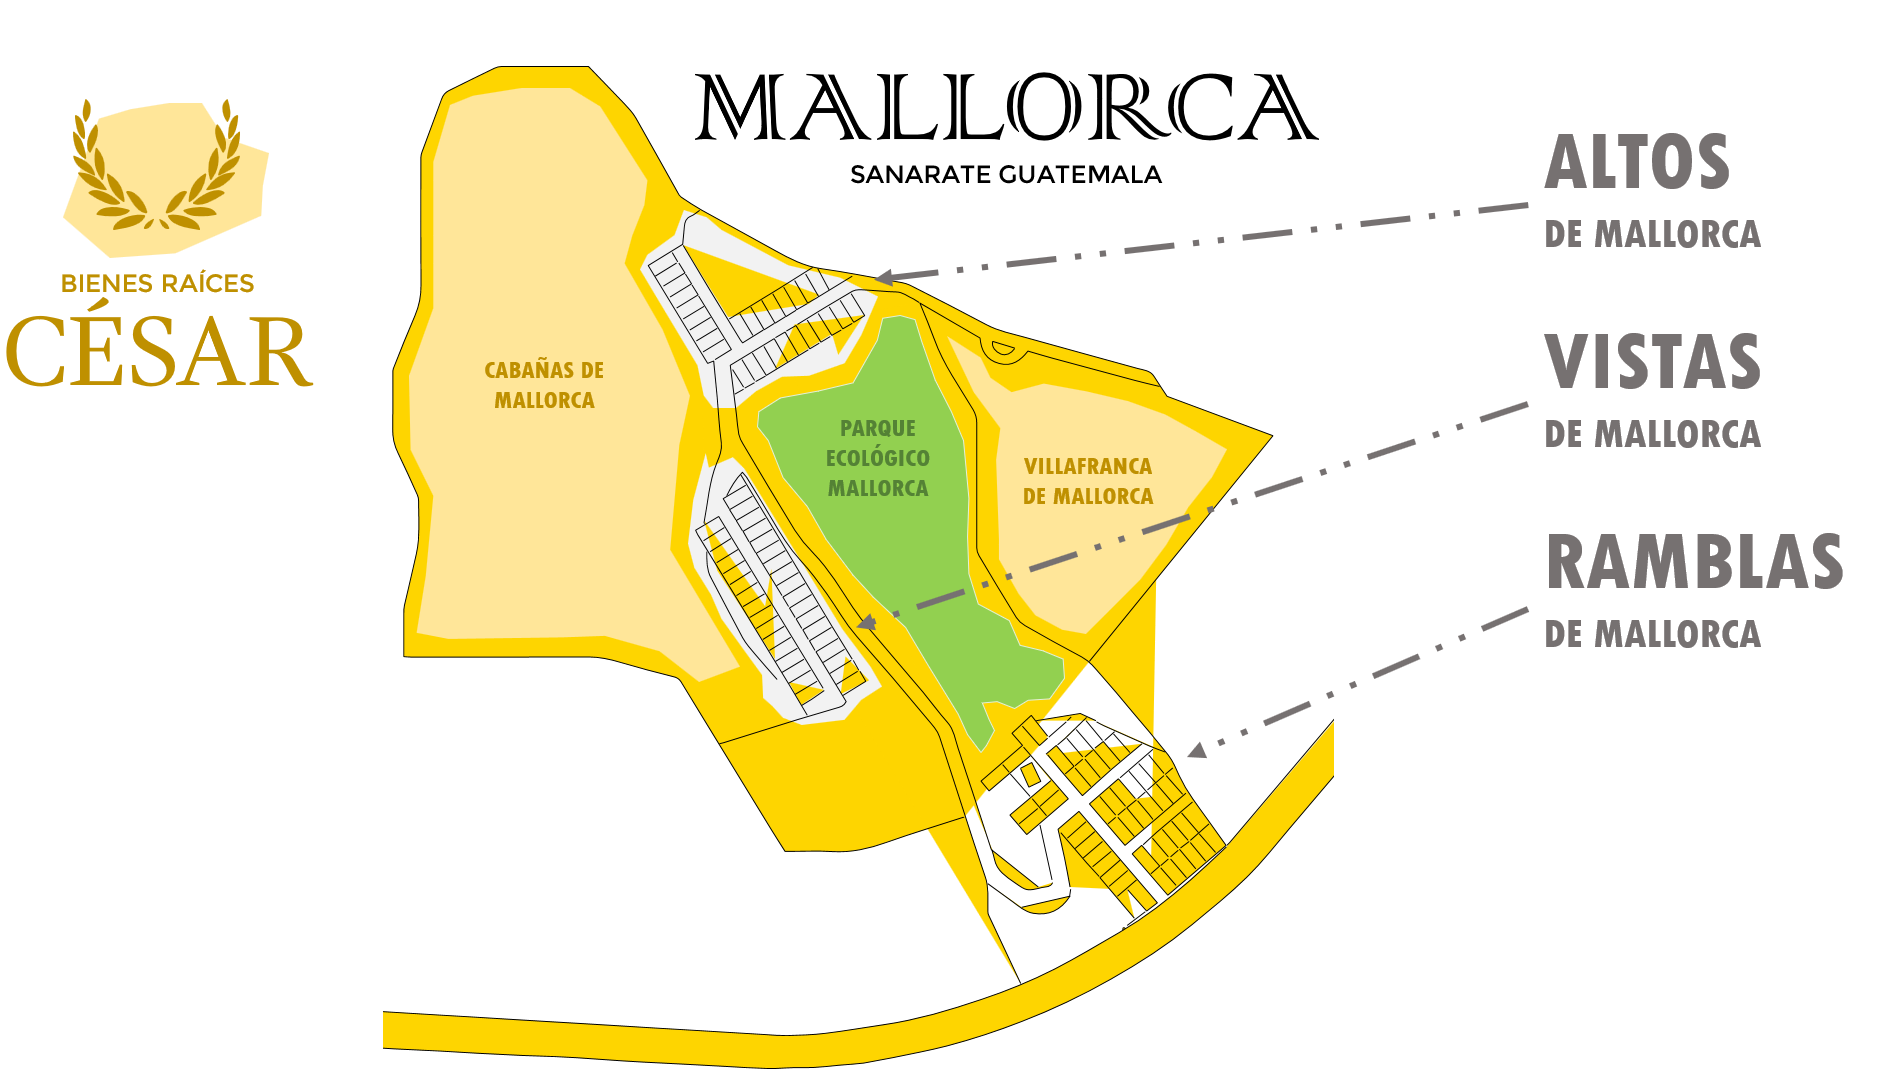 MALLORCA
SANARATE GUATEMALA
BIENES RAÍCES
CÉSAR
ALTOS
DE MALLORCA
VISTAS
DE MALLORCA
RAMBLAS
DE MALLORCA
CABAÑAS DE
MALLORCA
PARQUE
ECOLÓGICO
MALLORCA
VILLAFRANCA
DE MALLORCA